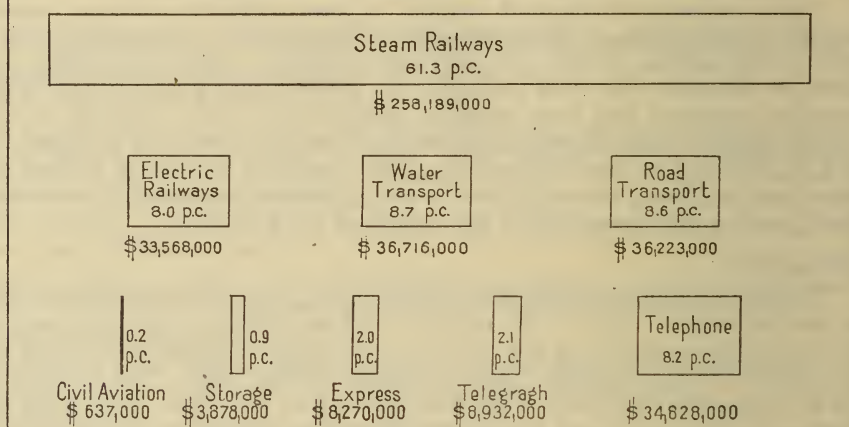 Steam Railways
61.3 p.c.
$ 258,189,000
Electric
Railways
8.0 p.c.
$33,568,000
Water
Transport
8.7 p.c.
$ 36,716,000
Road
Transport
8.6 p.c.
$ 36,223,000
0.2
p.c.
Civil Aviation
$ 637,000
0.9
p.c.
Storage
$3,878,000
2.0
p.c.
Express
$ 8,270,000
2.1
p.c.
Telegragh
$8,932,000
Telephone
8.2 p.c.
$ 34,628,000